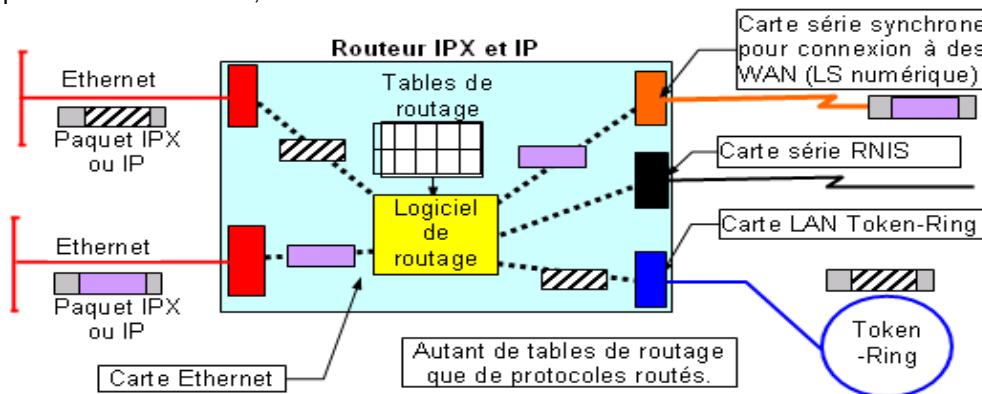 Routeur IPX et IP
Carte série synchrone
pour connexion à des
WAN (LS numérique)
Ethernet
Tables de
routage
Paquet IPX
ou IP
Carte série RNIS
Logiciel
de
routage
Carte LAN Token-Ring
Ethernet
Paquet IPX
ou IP
Token
-Ring
Autant de tables de routage
que de protocoles routés.
Carte Ethernet